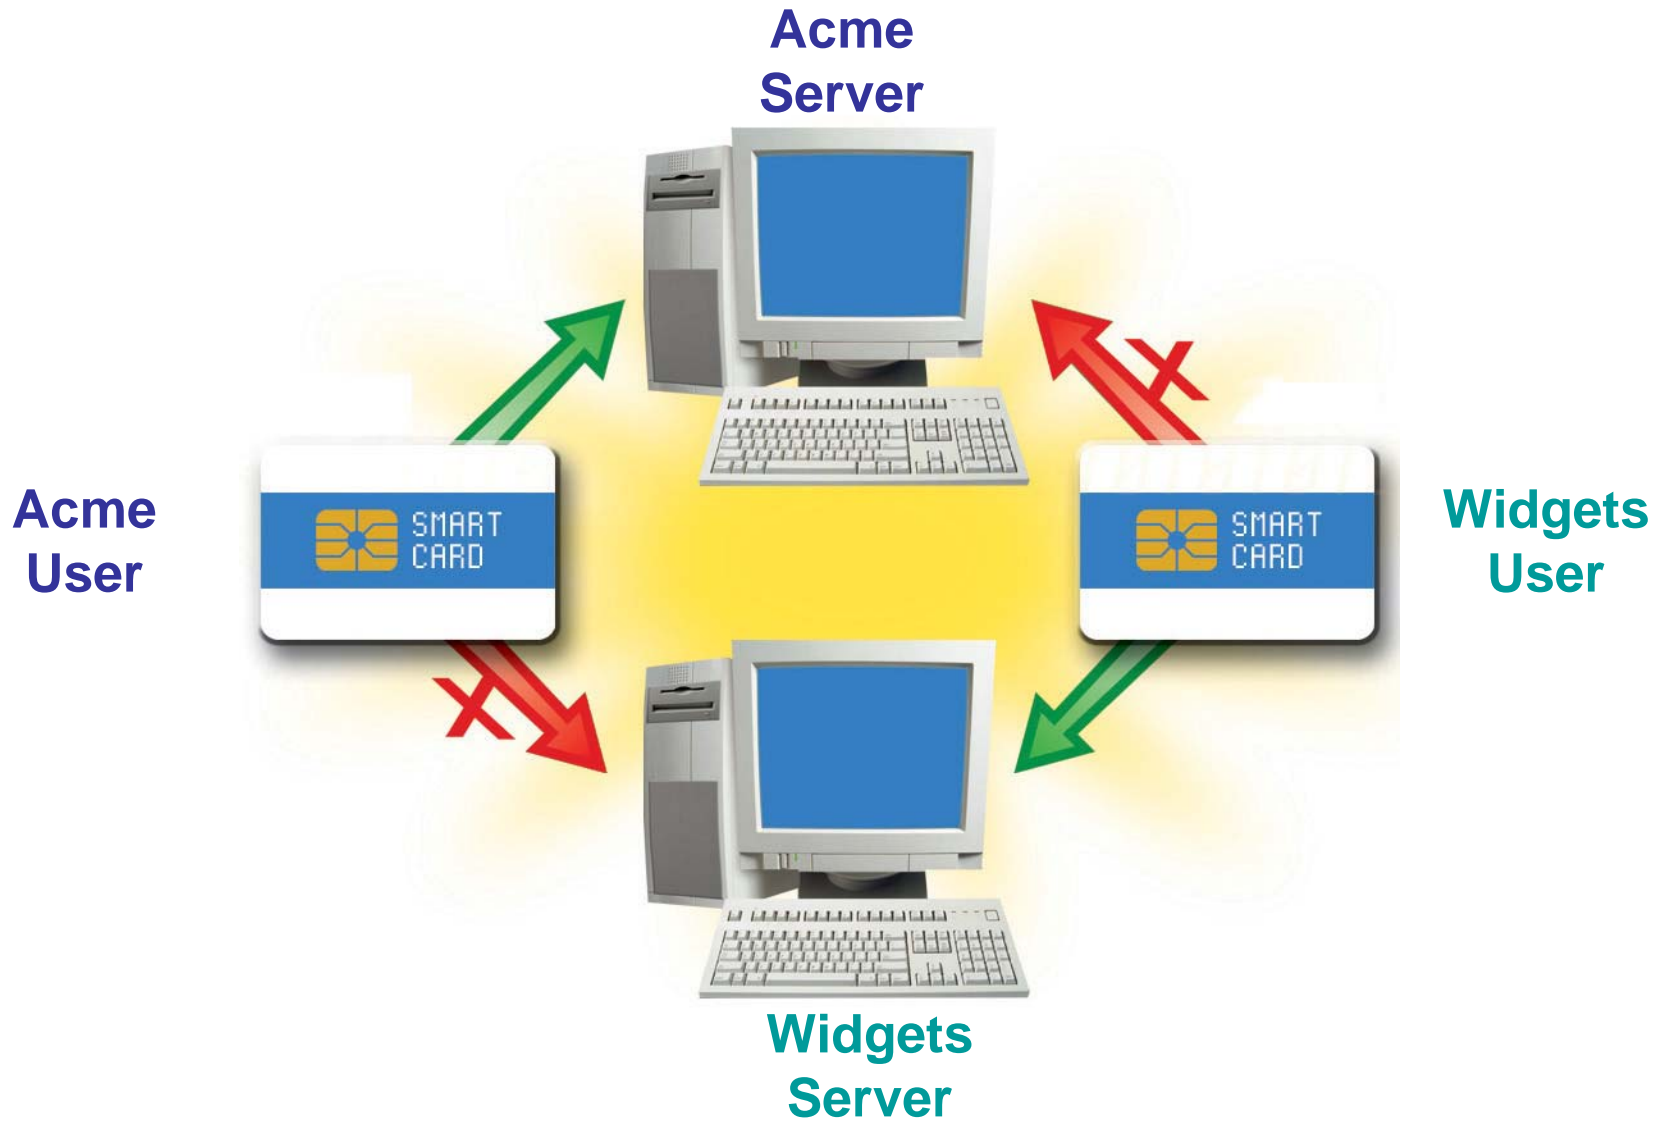 Acme
Server
Acme
User
SMART
CARD
SMART
CARD
Widgets
User
Widgets
Server